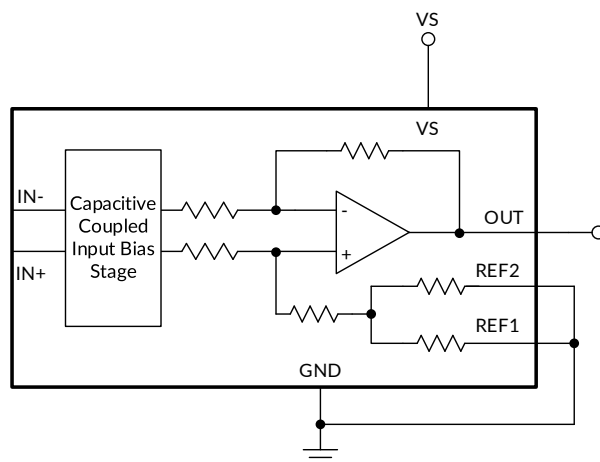 VS
VS
IN-
Capacitive
Coupled
Input Bias
Stage
IN+
-
+
OUT
REF2
REF1
GND